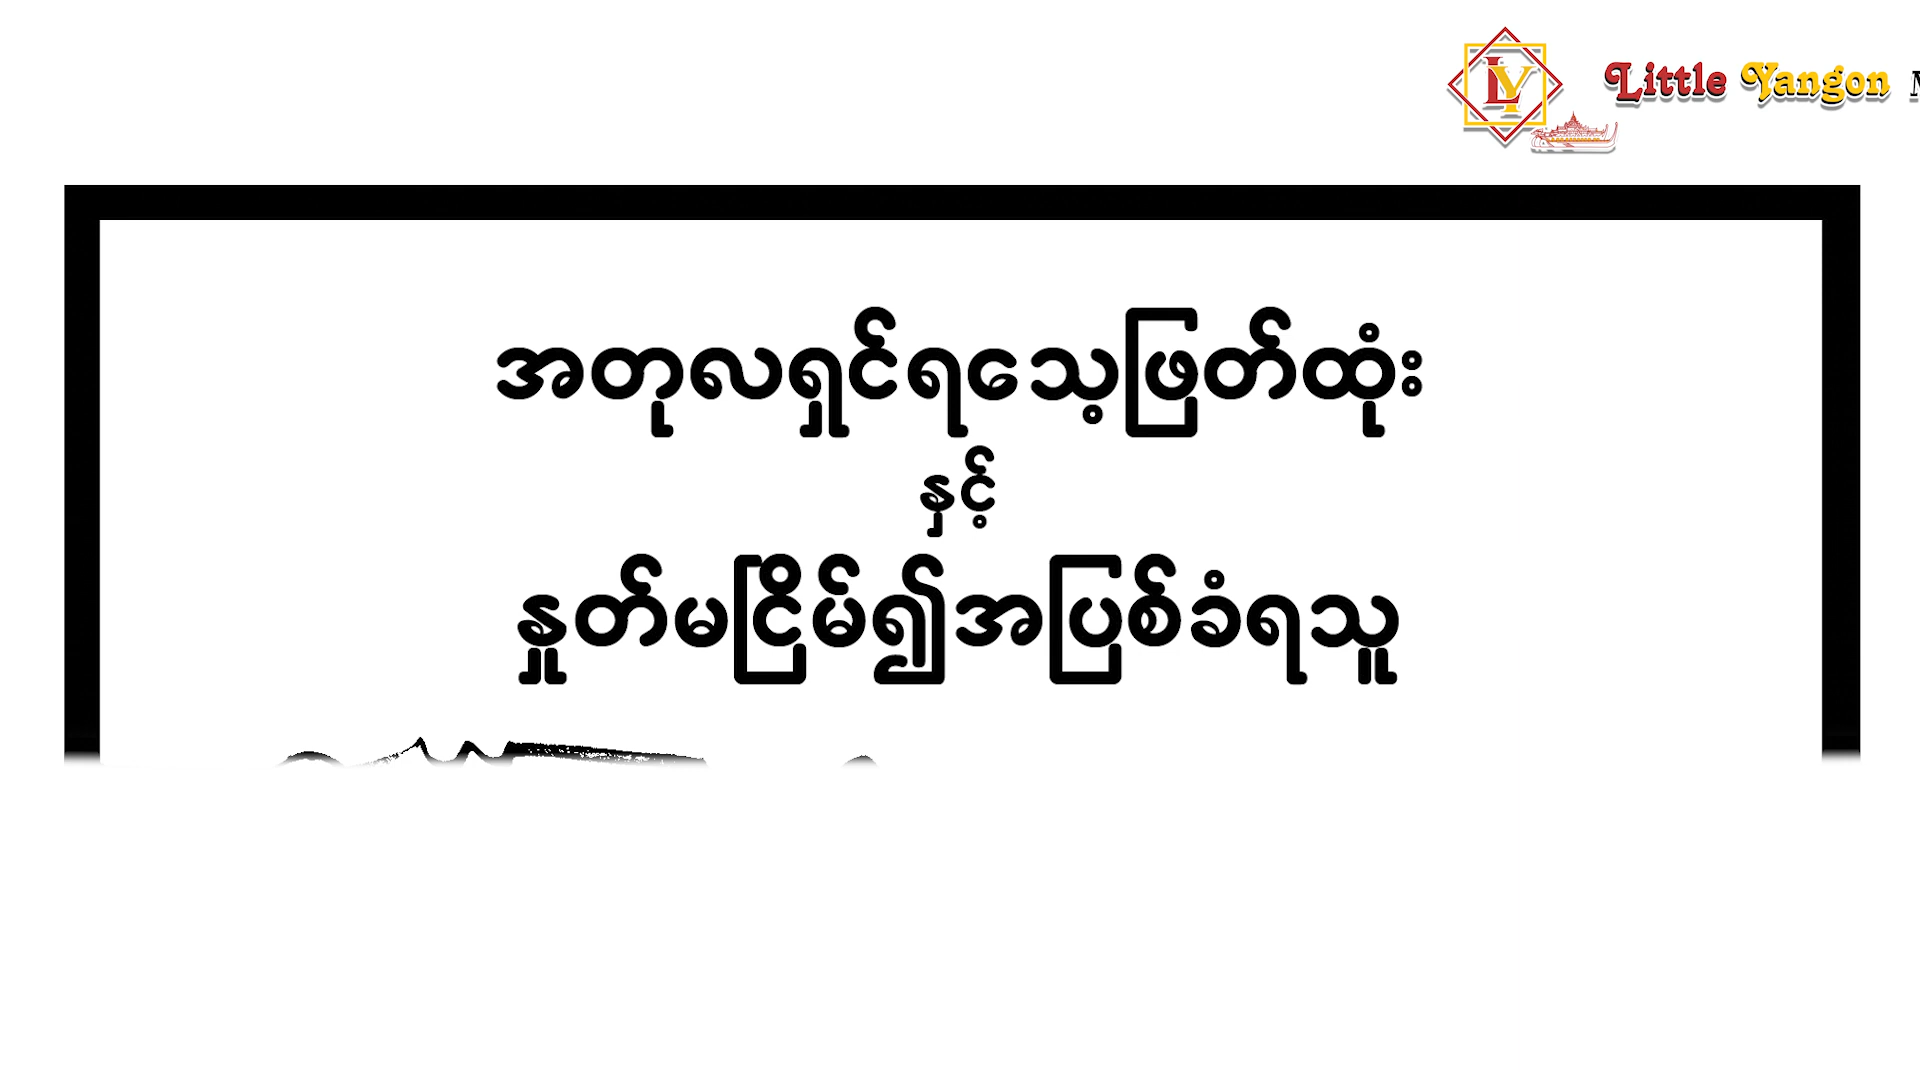 LY
Little Yangon
အတုလရှင်ရသေ့ဖြတ်ထုံး
နှင့်
နှုတ်မငြိမ်၍အပြစ်ခံရသူ